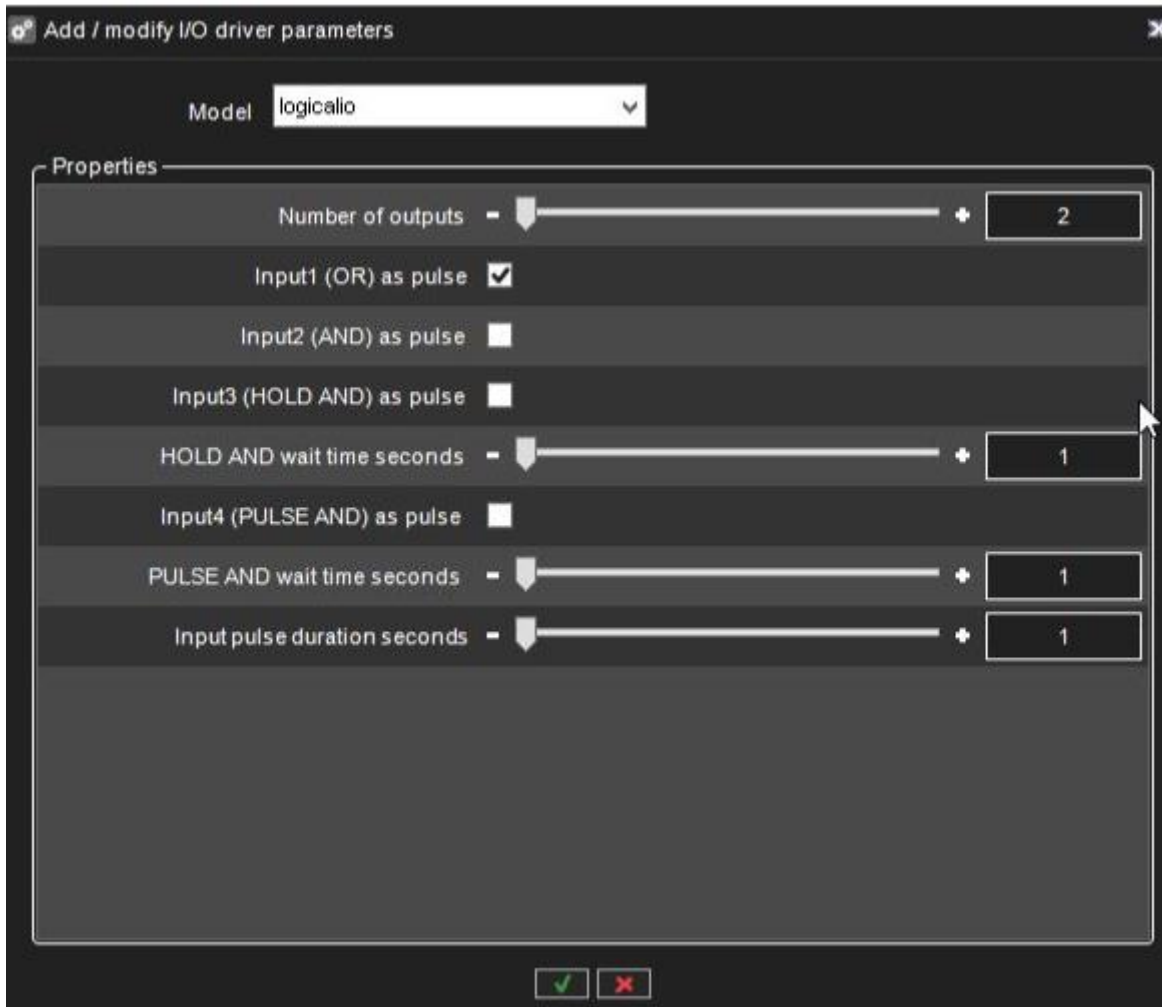 Add / modify I/O driver parameters
Model logicalio
Properties
Number of outputs - + 2
Input1 (OR) as pulse
Input2 (AND) as pulse
Input3 (HOLD AND) as pulse
HOLD AND wait time seconds - + 1
Input4 (PULSE AND) as pulse
PULSE AND wait time seconds - + 1
Input pulse duration seconds - + 1